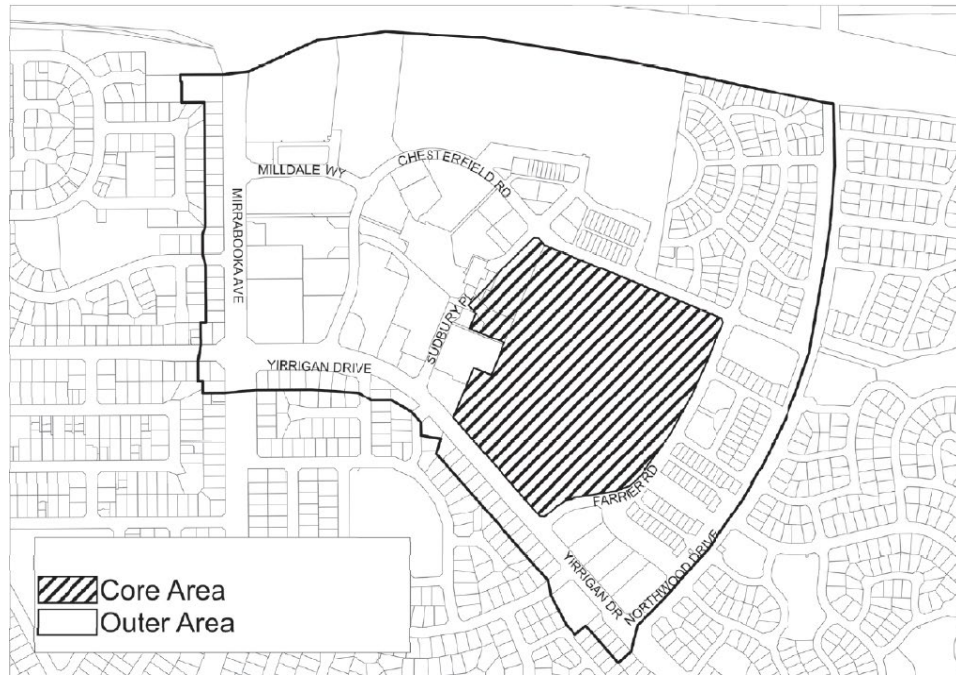 MILLDALE WY
CHESTERFIELD RD
MIRRABOOKA AVE
SUDBURY PL
YIRRIGAN DRIVE
FARRIER RD
YIRRIGAN DR
NORTHWOOD DRIVE
Core Area
Outer Area